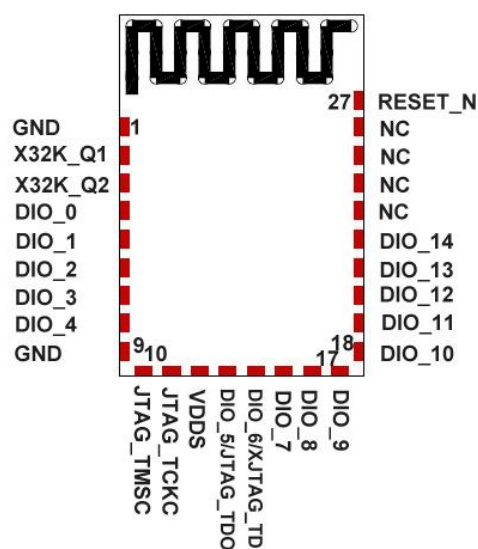 27 RESET_N
GND 1 NC
X32K_Q1 NC
X32K_Q2 NC
DIO_0 NC
DIO_1 DIO_14
DIO_2 DIO_13
DIO_3 DIO_12
DIO_4 DIO_11
GND 9 18 DIO_10
10 17
JTAG_TMSC
JTAG_TCKC
VDDS
DIO_5/JTAG_TDO
DIO_6/XJTAG_TD
DIO_7
DIO_8
DIO_9